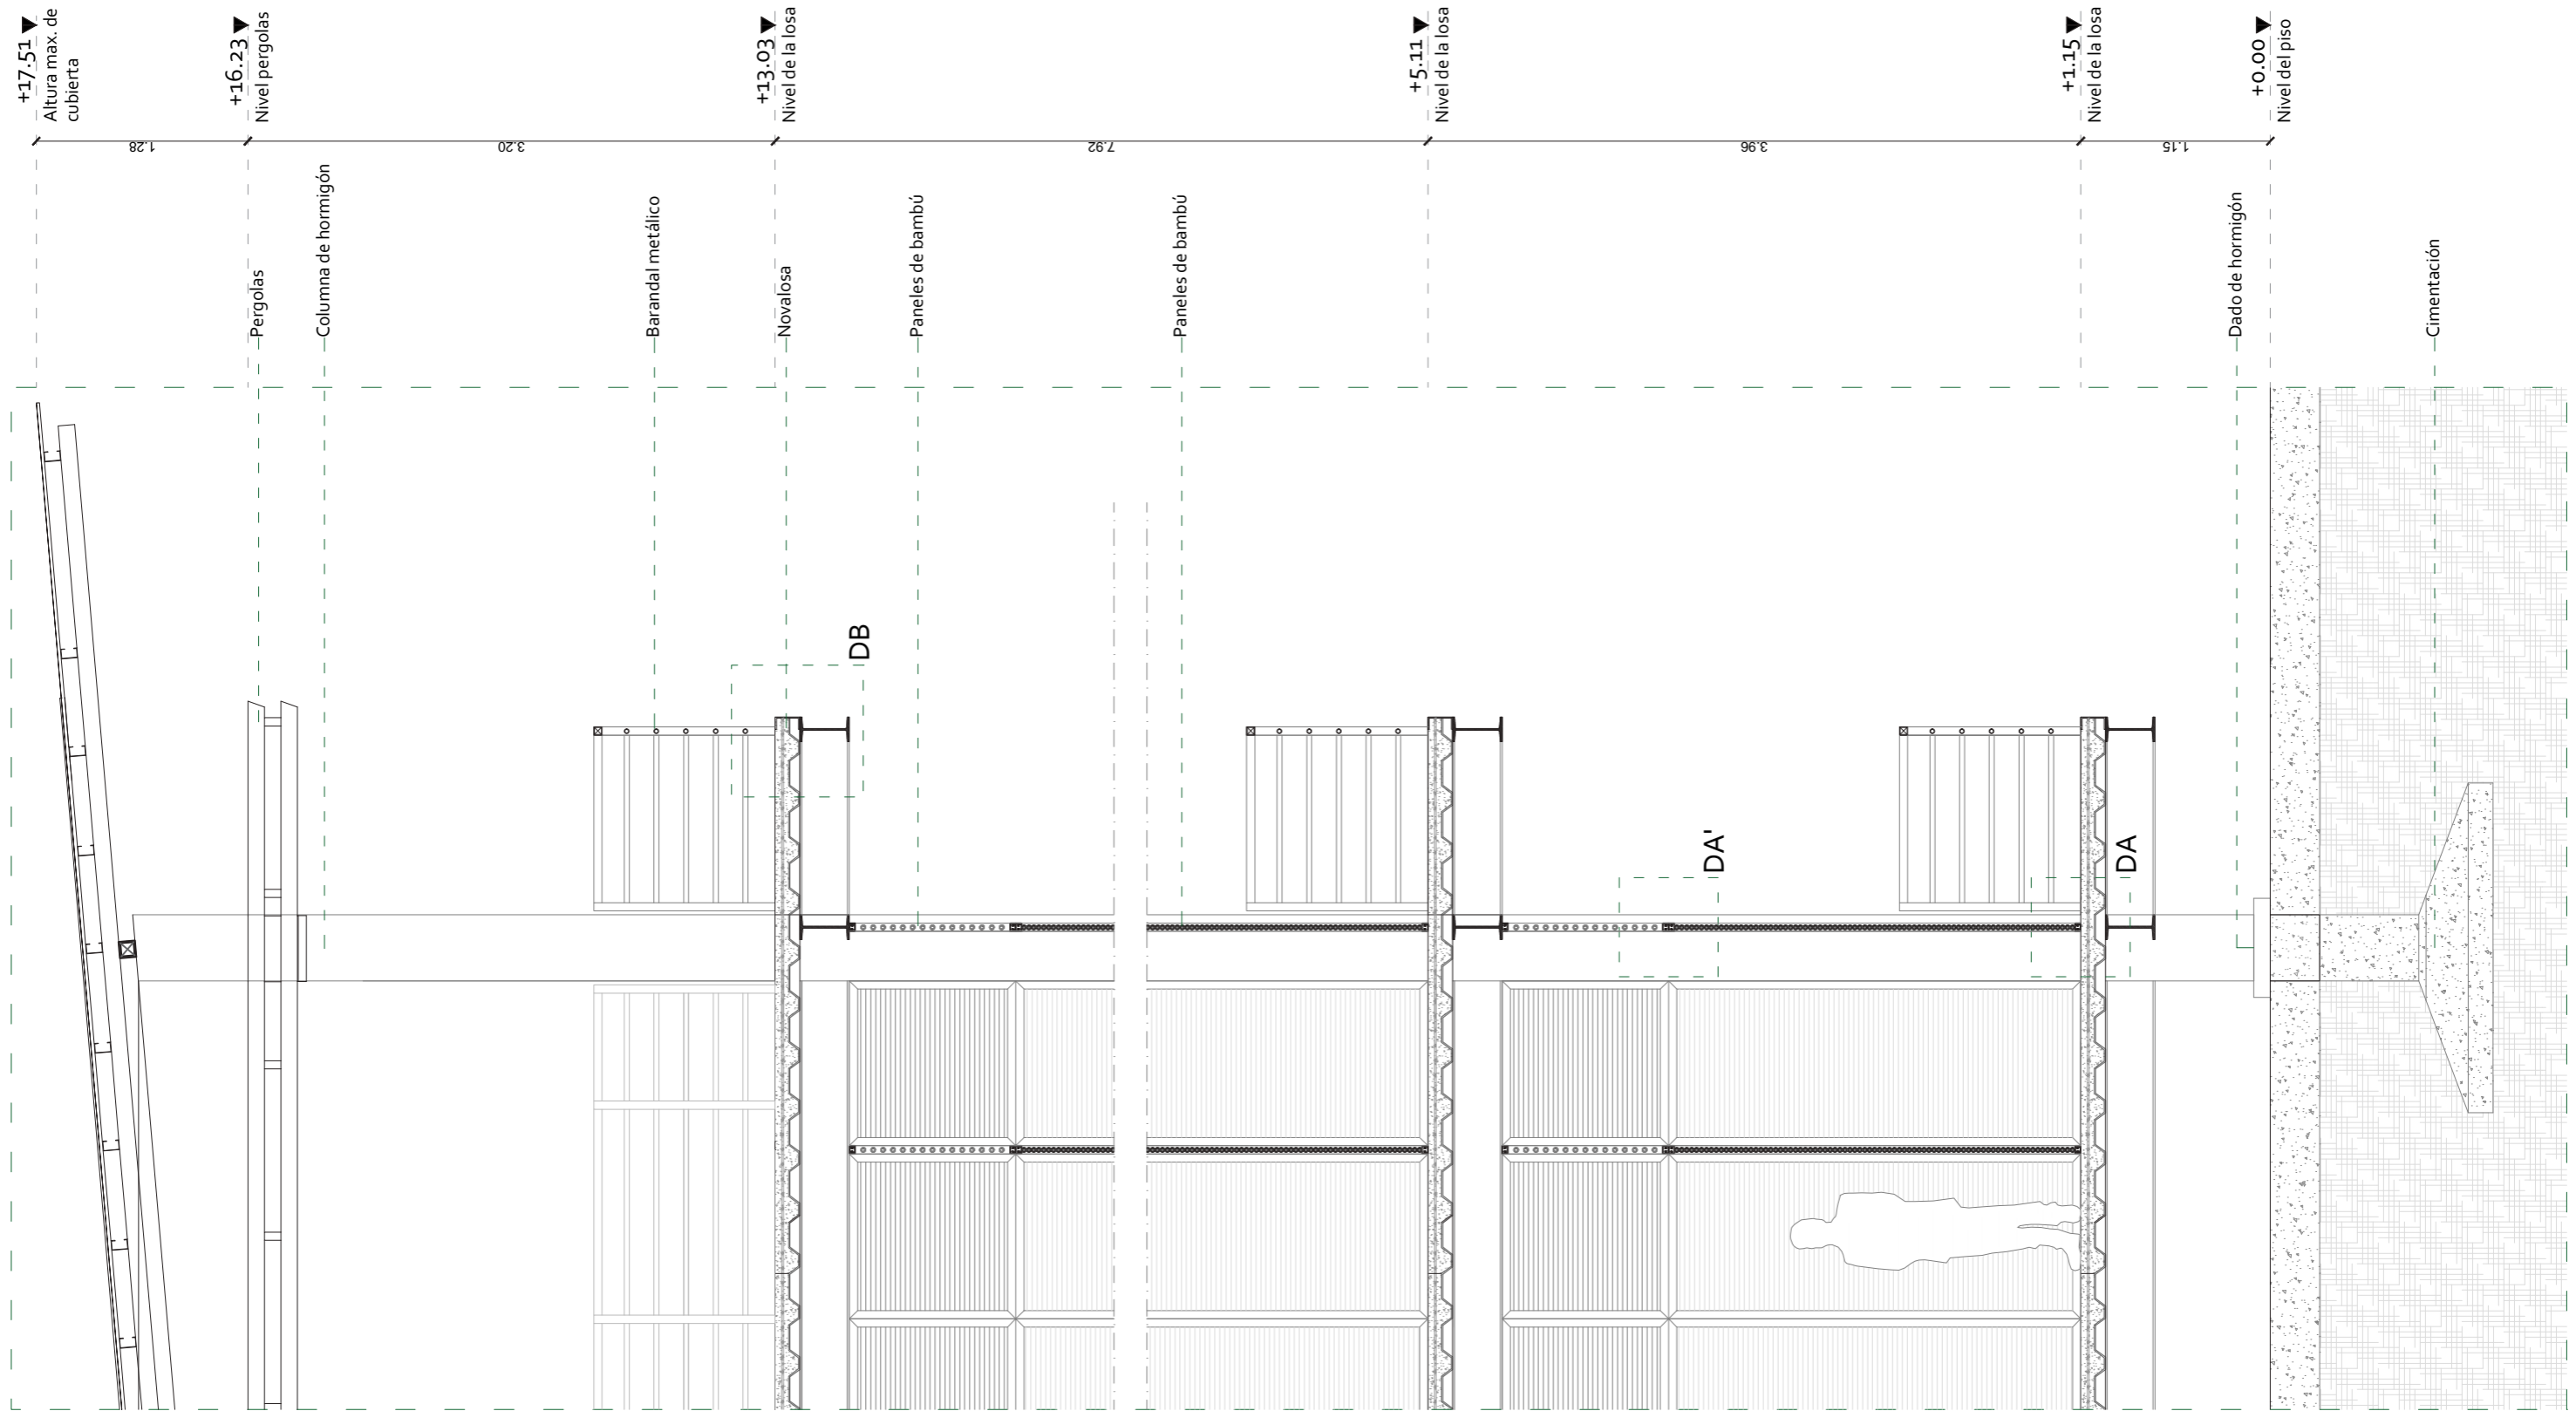 +17.51
Altura max. de
cubierta
+16.23
Nivel pergolas
+13.03
Nivel de la losa
+5.11
Nivel de la losa
+1.15
Nivel de la losa
+0.00
Nivel del piso
1.28
3.20
7.92
3.96
1.15
Pergolas
Columna de hormigón
Barandal metálico
Novalosa
Paneles de bambú
Paneles de bambú
Dado de hormigón
Cimentación
DB
DA'
DA